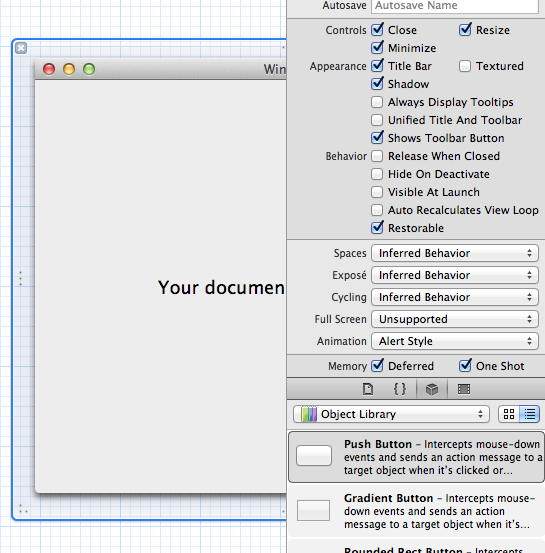 Autosave Autosave Name
Controls Close Resize
Minimize
Appearance Title Bar Textured
Shadow
Always Display Tooltips
Unified Title And Toolbar
Shows Toolbar Button
Behavior Release When Closed
Hide On Deactivate
Visible At Launch
Auto Recalculates View Loop
Restorable
Spaces Inferred Behavior
Exposé Inferred Behavior
Cycling Inferred Behavior
Full Screen Unsupported
Animation Alert Style
Memory Deferred One Shot
{ }
Object Library
Push Button – Intercepts mouse-down
events and sends an action message to a
target object when it's clicked or...
Gradient Button – Intercepts mouse-
down events and sends an action
message to a target object when it's...
Rounded Rect Button – Intercepts
Win
Your documen